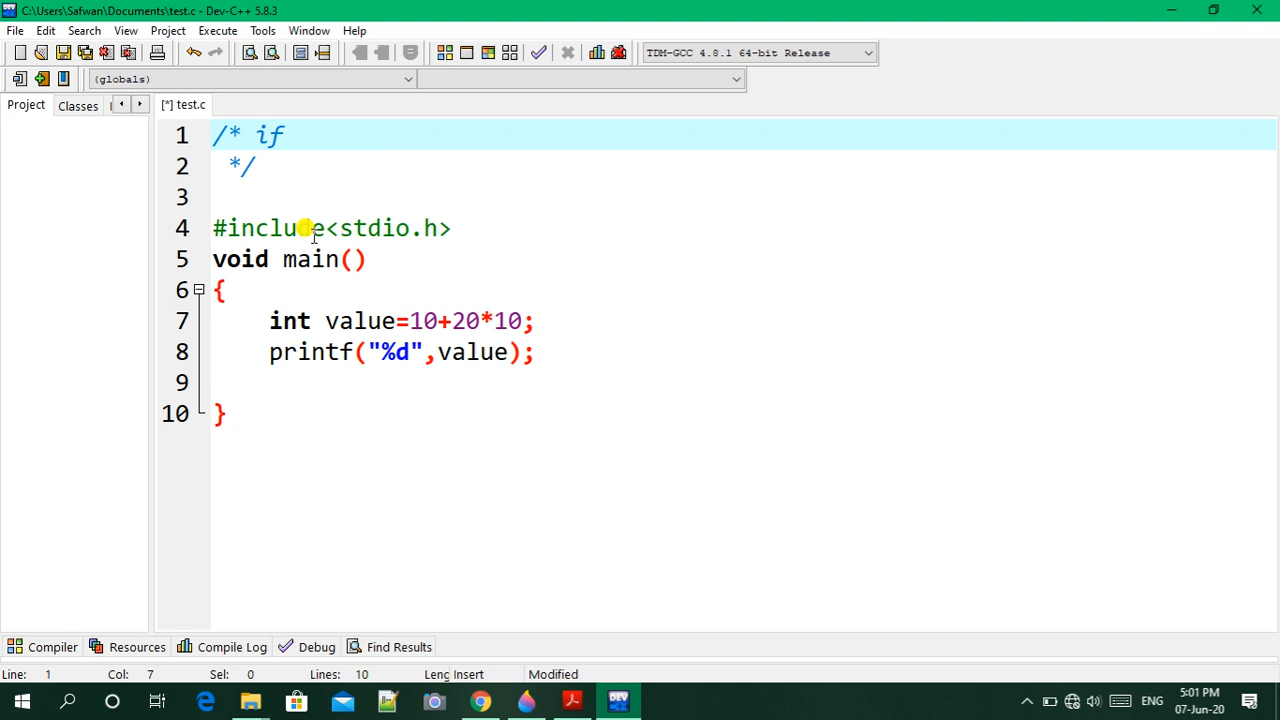 C:\Users\Safwan\Documents\test.c - Dev-C++ 5.8.3
File Edit Search View Project Execute Tools Window Help
TDM-GCC 4.8.1 64-bit Release
(globals)
Project Classes
[*] test.c
1 /* if
2 */
3
4 #include<stdio.h>
5 void main()
6 {
7 int value=10+20*10;
8 printf("%d",value);
9
10 }
Compiler Resources Compile Log Debug Find Results
Line: 1 Col: 7 Sel: 0 Lines: 10 Leng Insert Modified
DEV
ENG
5:01 PM
07-Jun-20